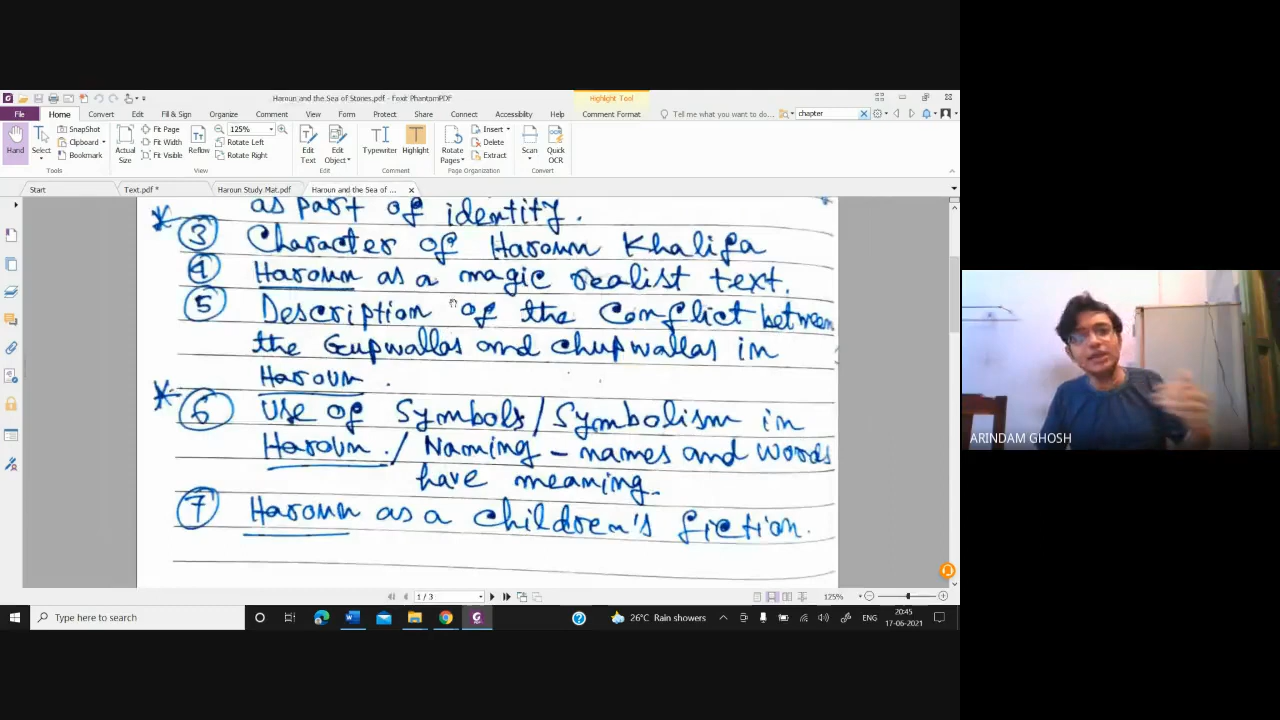 Haroun and the Sea of Stories.pdf - Foxit PhantomPDF
Highlight Tool
File Home Convert Edit Fill & Sign Organize Comment View Form Protect Share Connect Accessibility Help Comment Format Tell me what you want to do... chapter
Hand
Select
SnapShot
Clipboard
Bookmark
Tools
Actual Size
Fit Page
Fit Width
Fit Visible
Reflow
125%
Rotate Left
Rotate Right
View
Edit Text
Edit Object
Edit
Typewriter
Highlight
Comment
Rotate Pages
Insert
Delete
Extract
Page Organization
Scan
Quick OCR
Convert
Start Text.pdf * Haroun Study Mat.pdf Haroun and the Sea of ...
as part of identity.
3 Character of Haroun Khalifa
4 Haroun as a magic realist text.
5 Description of the Conflict between
the Gupwallas and Chupwallas in
Haroun.
6 Use of Symbols/Symbolism in
Haroun./Naming - names and words
have meaning.
7 Haroun as a children's fiction.
ARINDAM GHOSH
1 / 3
125%
Type here to search
26°C Rain showers
ENG
20:45
17-06-2021